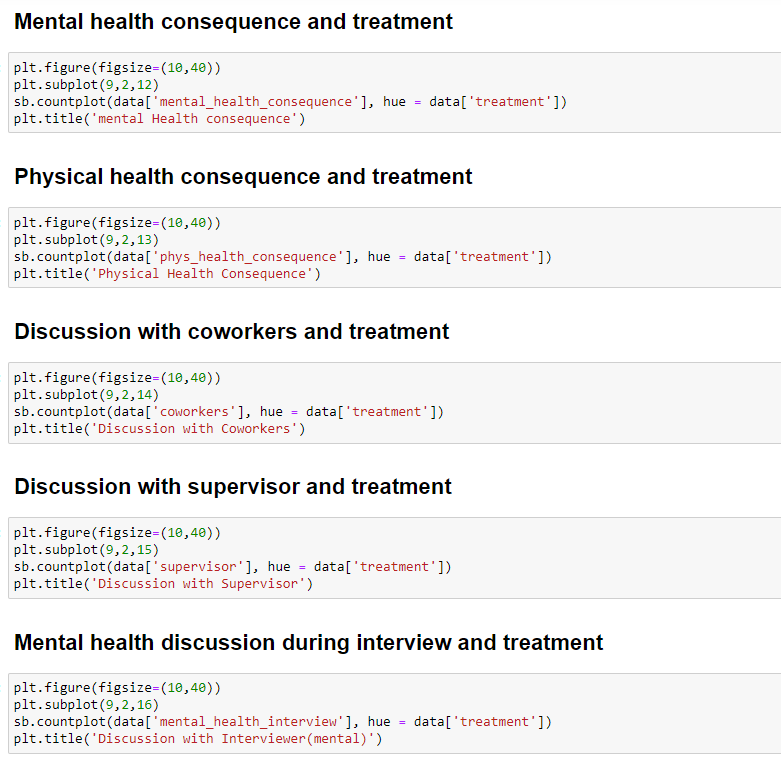 Mental health consequence and treatment
plt.figure(figsize=(10,40))
plt.subplot(9,2,12)
sb.countplot(data['mental_health_consequence'], hue = data['treatment'])
plt.title('mental Health consequence')
Physical health consequence and treatment
plt.figure(figsize=(10,40))
plt.subplot(9,2,13)
sb.countplot(data['phys_health_consequence'], hue = data['treatment'])
plt.title('Physical Health Consequence')
Discussion with coworkers and treatment
plt.figure(figsize=(10,40))
plt.subplot(9,2,14)
sb.countplot(data['coworkers'], hue = data['treatment'])
plt.title('Discussion with Coworkers')
Discussion with supervisor and treatment
plt.figure(figsize=(10,40))
plt.subplot(9,2,15)
sb.countplot(data['supervisor'], hue = data['treatment'])
plt.title('Discussion with Supervisor')
Mental health discussion during interview and treatment
plt.figure(figsize=(10,40))
plt.subplot(9,2,16)
sb.countplot(data['mental_health_interview'], hue = data['treatment'])
plt.title('Discussion with Interviewer(mental)')